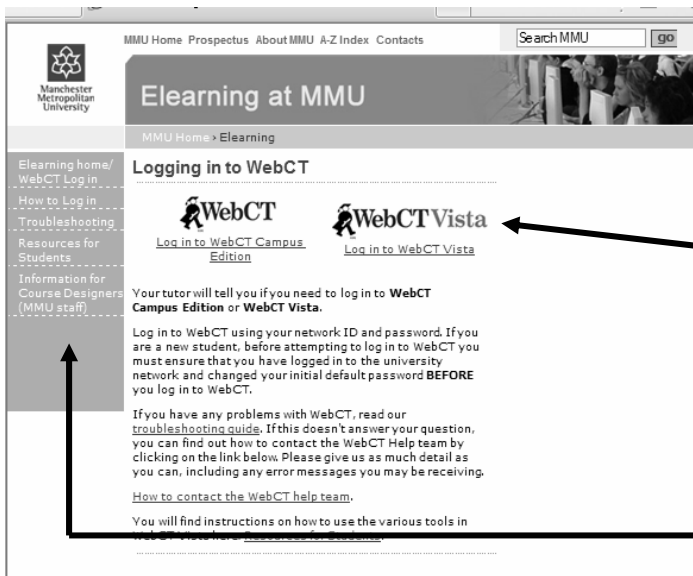 MMU Home Prospectus About MMU A-Z Index Contacts
Search MMU go
Manchester
Metropolitan
University
Elearning at MMU
MMU Home › Elearning
Elearning home/
WebCT Log in
How to Log in
Troubleshooting
Resources for
Students
Information for
Course Designers
(MMU staff)
Logging in to WebCT
WebCT
Log in to WebCT Campus
Edition
WebCT Vista
Log in to WebCT Vista
Your tutor will tell you if you need to log in to WebCT
Campus Edition or WebCT Vista.
Log in to WebCT using your network ID and password. If you
are a new student, before attempting to log in to WebCT you
must ensure that you have logged in to the university
network and changed your initial default password BEFORE
you log in to WebCT.
If you have any problems with WebCT, read our
troubleshooting guide. If this doesn't answer your question,
you can find out how to contact the WebCT Help team by
clicking on the link below. Please give us as much detail as
you can, including any error messages you may be receiving.
How to contact the WebCT help team.
You will find instructions on how to use the various tools in
WebCT Vista here: Resources for Students.